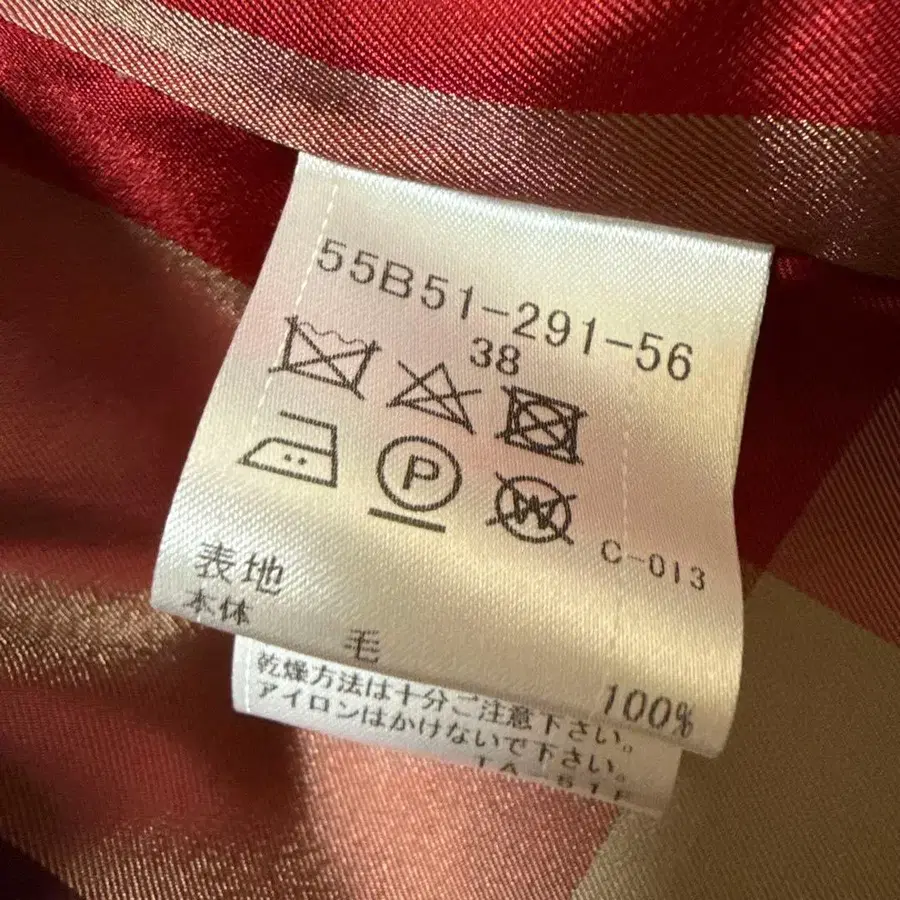 55B51-291-56
38
P
W
C-013
表地
本体 毛 100%
乾燥方法は十分ご注意下さい。
アイロンはかけないで下さい。